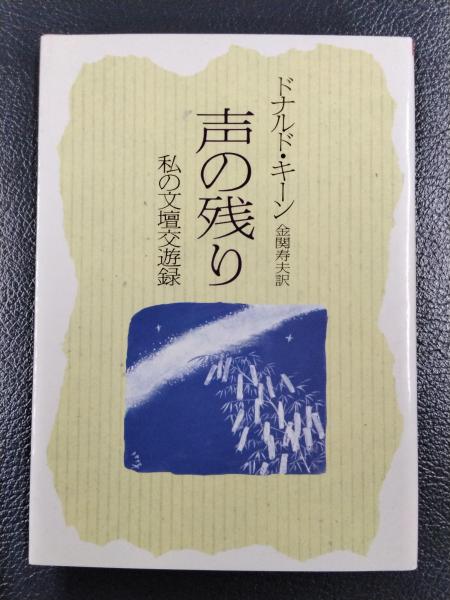 ドナルド・キーン
金関寿夫訳
声の残り
私の文壇交遊録